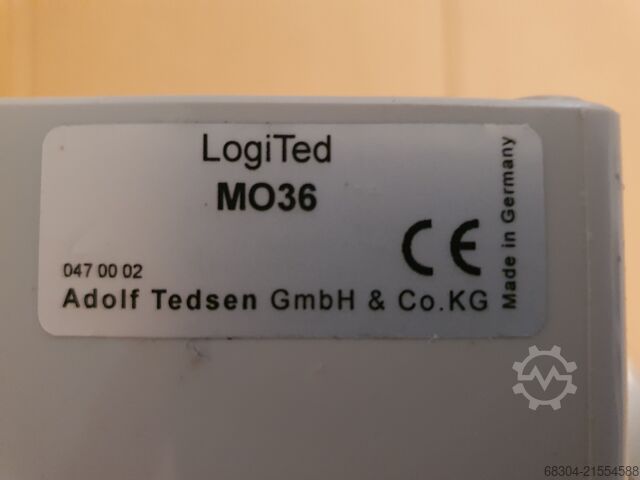 LogiTed
MO36
CE
047 00 02
Adolf Tedsen GmbH & Co.KG
Made in Germany
68304-21554588